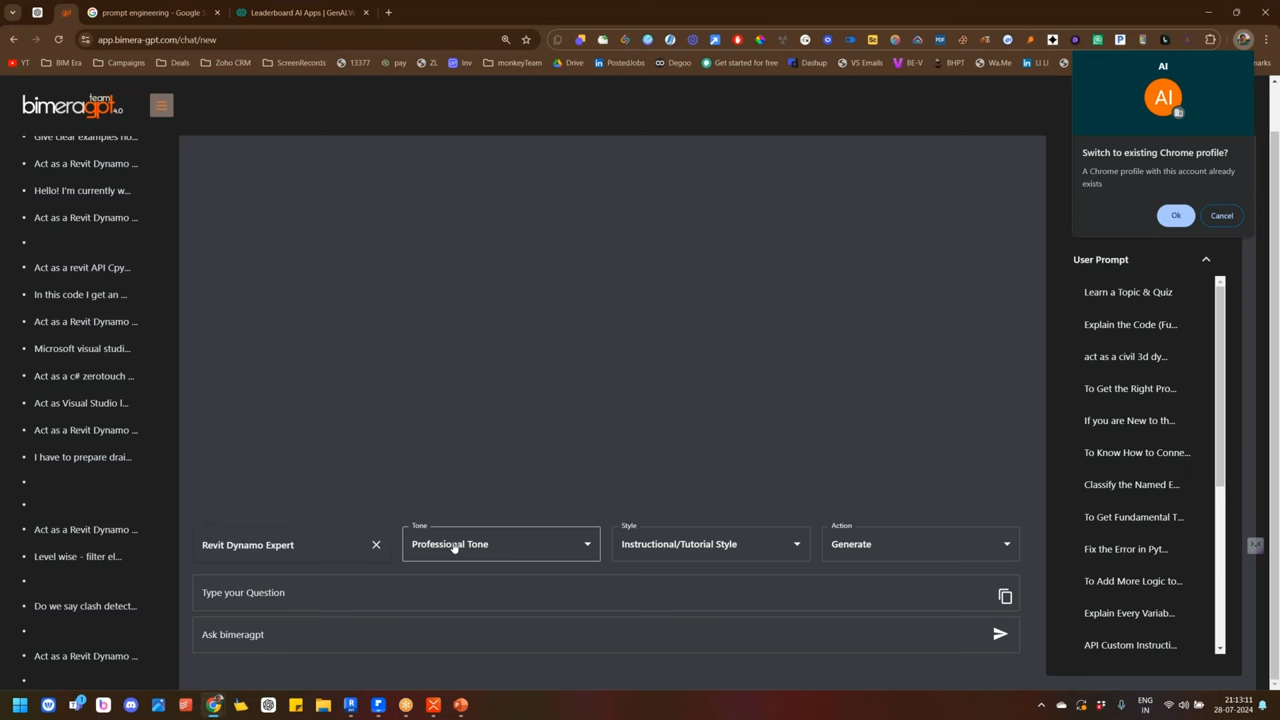 prompt engineering - Google S
Leaderboard AI Apps | GenAI.W
app.bimera-gpt.com/chat/new
YT
BIM Era
Campaigns
Deals
Zoho CRM
ScreenRecords
13377
pay
ZL
Inv
monkeyTeam
Drive
PostedJobs
Degoo
Get started for free
Dashup
VS Emails
BE-V
BHPT
Wa.Me
LI LI
marks
AI
AI
Switch to existing Chrome profile?
A Chrome profile with this account already
exists
Ok
Cancel
team
bimeragpt 4.0
Give clear examples ho...
Act as a Revit Dynamo ...
Hello! I'm currently w...
Act as a Revit Dynamo ...
Act as a revit API Cpy...
In this code I get an ...
Act as a Revit Dynamo ...
Microsoft visual studi...
Act as a c# zerotouch ...
Act as Visual Studio I...
Act as a Revit Dynamo ...
I have to prepare drai...
Act as a Revit Dynamo ...
Level wise - filter el...
Do we say clash detect...
Act as a Revit Dynamo ...
User Prompt
Learn a Topic & Quiz
Explain the Code (Fu...
act as a civil 3d dy...
To Get the Right Pro...
If you are New to th...
To Know How to Conne...
Classify the Named E...
To Get Fundamental T...
Fix the Error in Pyt...
To Add More Logic to...
Explain Every Variab...
API Custom Instructi...
Revit Dynamo Expert
Tone
Professional Tone
Style
Instructional/Tutorial Style
Action
Generate
Type your Question
Ask bimeragpt
ENG
IN
21:13:11
28-07-2024